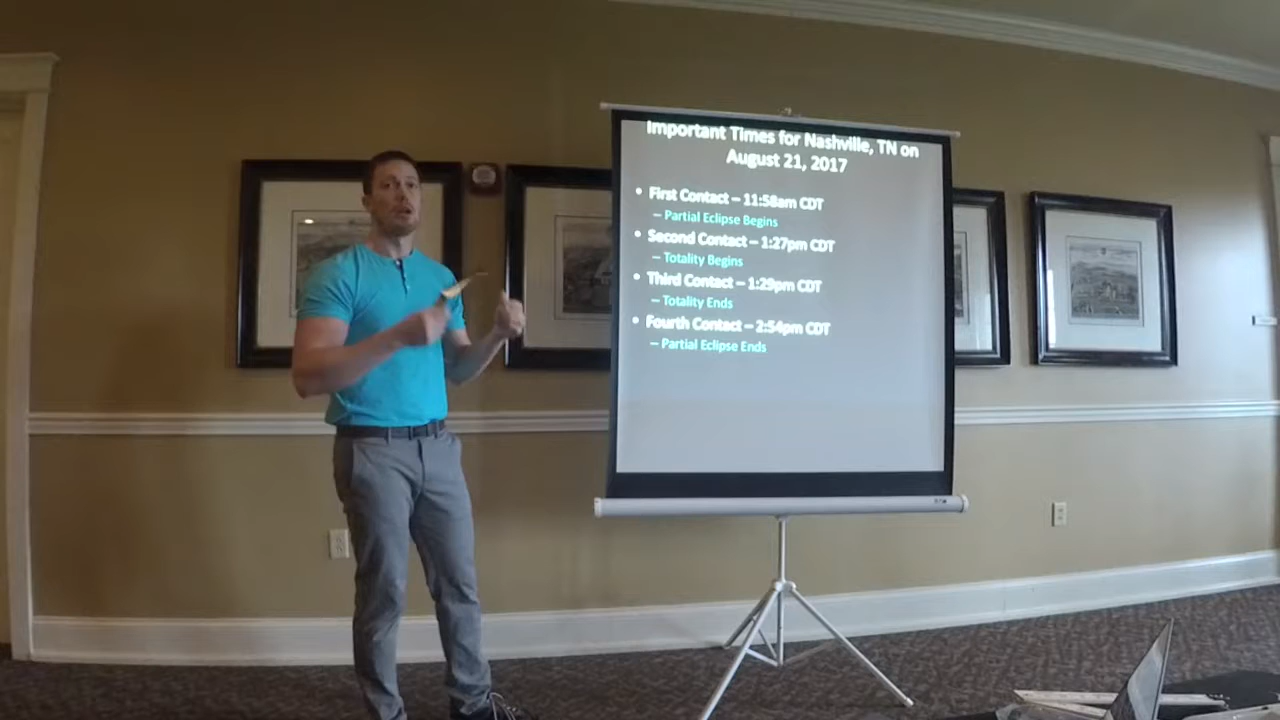 Important Times for Nashville, TN on
August 21, 2017
• First Contact – 11:58am CDT
– Partial Eclipse Begins
• Second Contact – 1:27pm CDT
– Totality Begins
• Third Contact – 1:29pm CDT
– Totality Ends
• Fourth Contact – 2:54pm CDT
– Partial Eclipse Ends